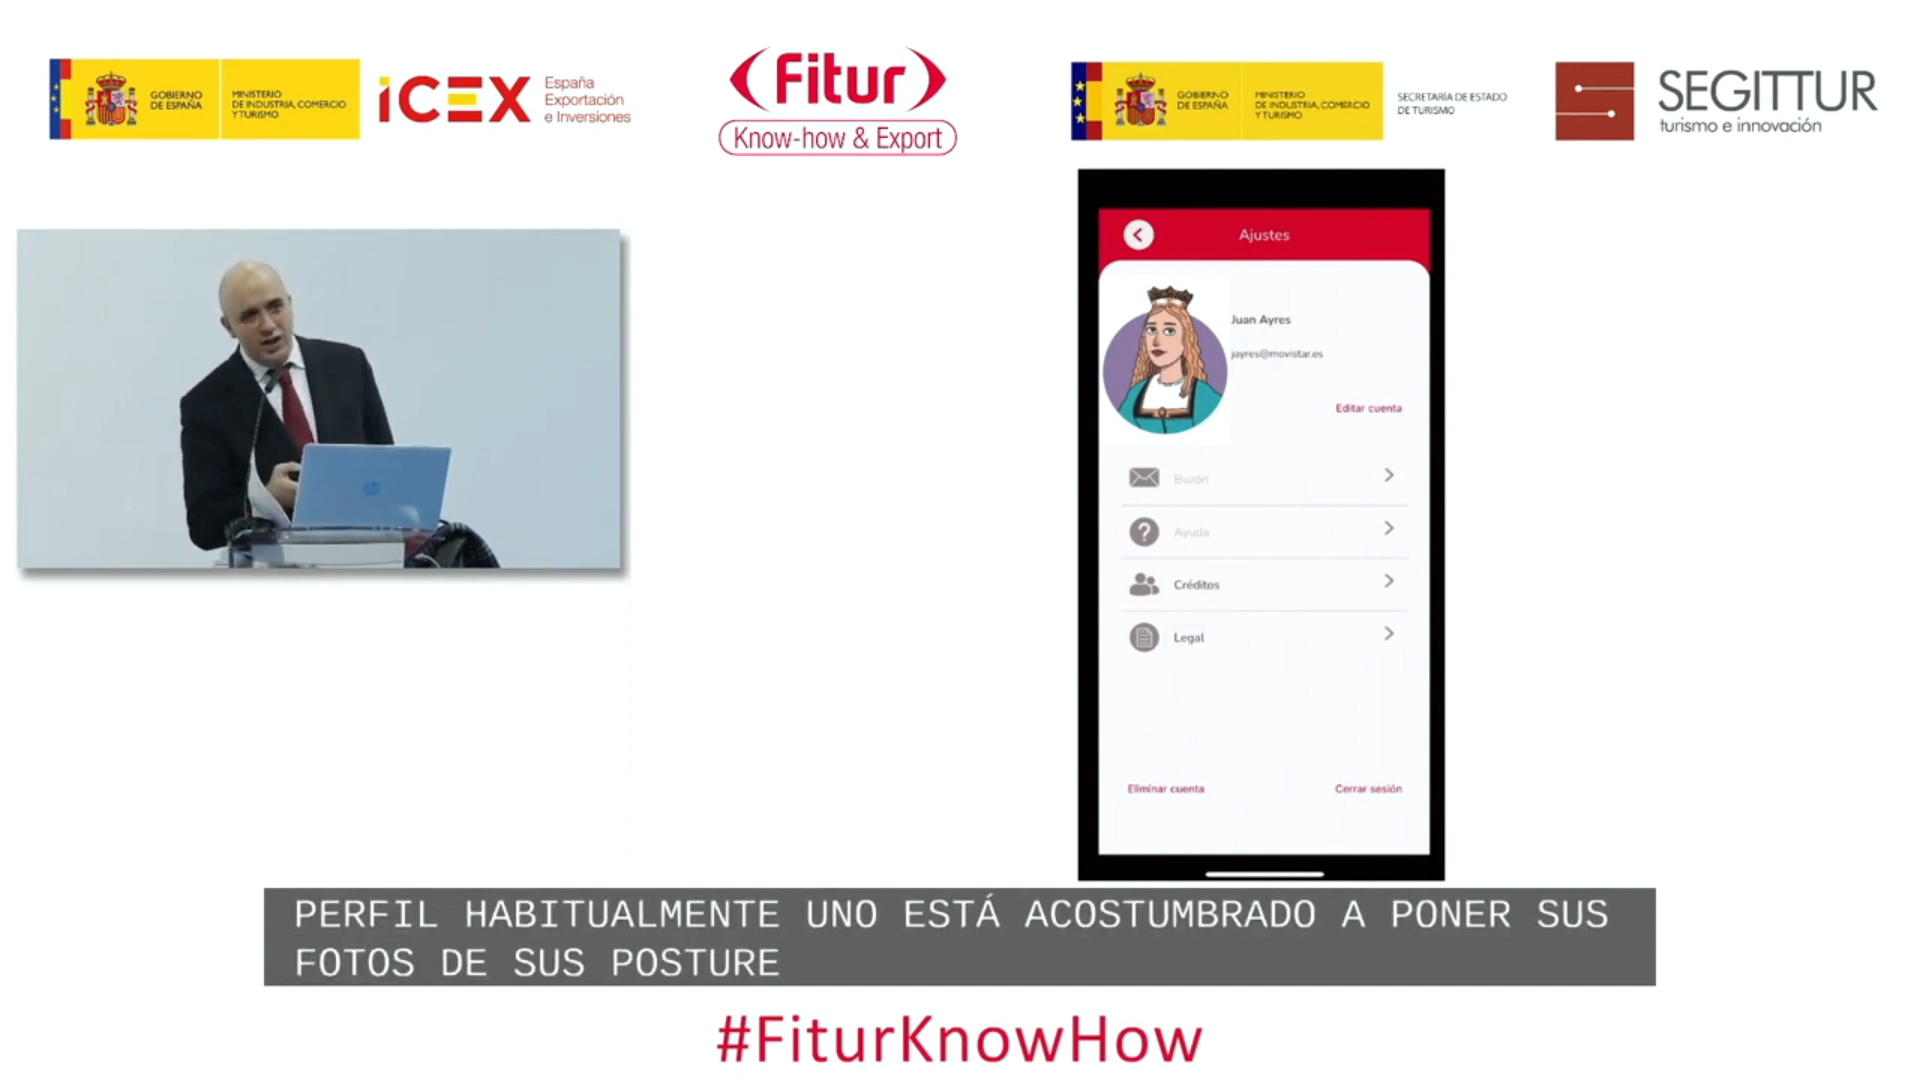 GOBIERNO
DE ESPAÑA
MINISTERIO
DE INDUSTRIA, COMERCIO
Y TURISMO
iCEX
España
Exportación
e Inversiones
Fitur
Know-how & Export
GOBIERNO
DE ESPAÑA
MINISTERIO
DE INDUSTRIA, COMERCIO
Y TURISMO
SECRETARÍA DE ESTADO
DE TURISMO
SEGITTUR
turismo e innovación
Ajustes
Juan Ayres
jayres@movistar.es
Editar cuenta
Buzón
Ayuda
Créditos
Legal
Eliminar cuenta
Cerrar sesión
hp
PERFIL HABITUALMENTE UNO ESTÁ ACOSTUMBRADO A PONER SUS
FOTOS DE SUS POSTURE
#FiturKnowHow